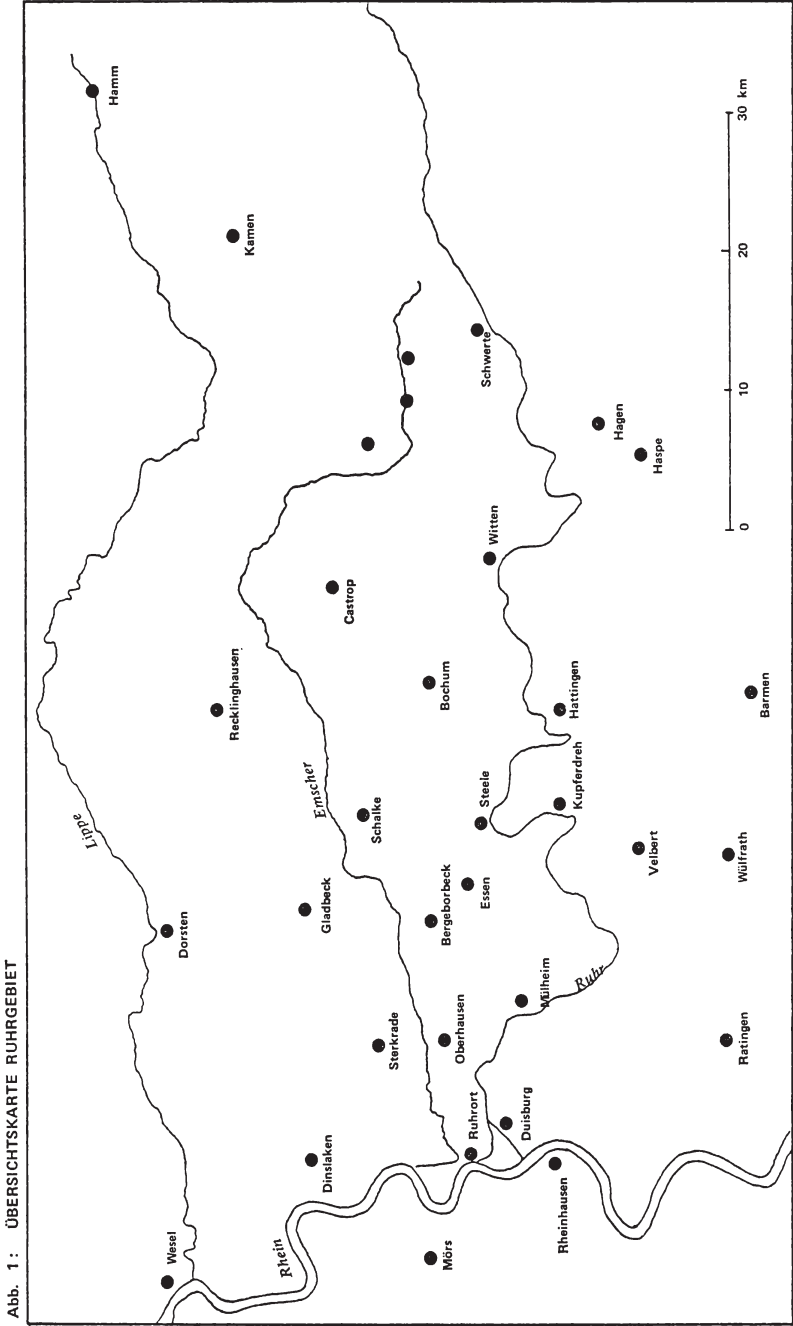 Abb. 1: ÜBERSICHTSKARTE RUHRGEBIET
Hamm
Kamen
Lippe
Recklinghausen
Dorsten
Wesel
Castrop
Emscher
Schalke
Gladbeck
Sterkrade
Dinslaken
Rhein
Schwerte
Witten
Bochum
Steele
Essen
Bergeborbeck
Oberhausen
Ruhrort
Mörs
Hagen
Haspe
Hattingen
Kupferdreh
Mülheim
Ruhr
Duisburg
Rheinhausen
Velbert
Barmen
Wülfrath
Ratingen
0 10 20 30 km